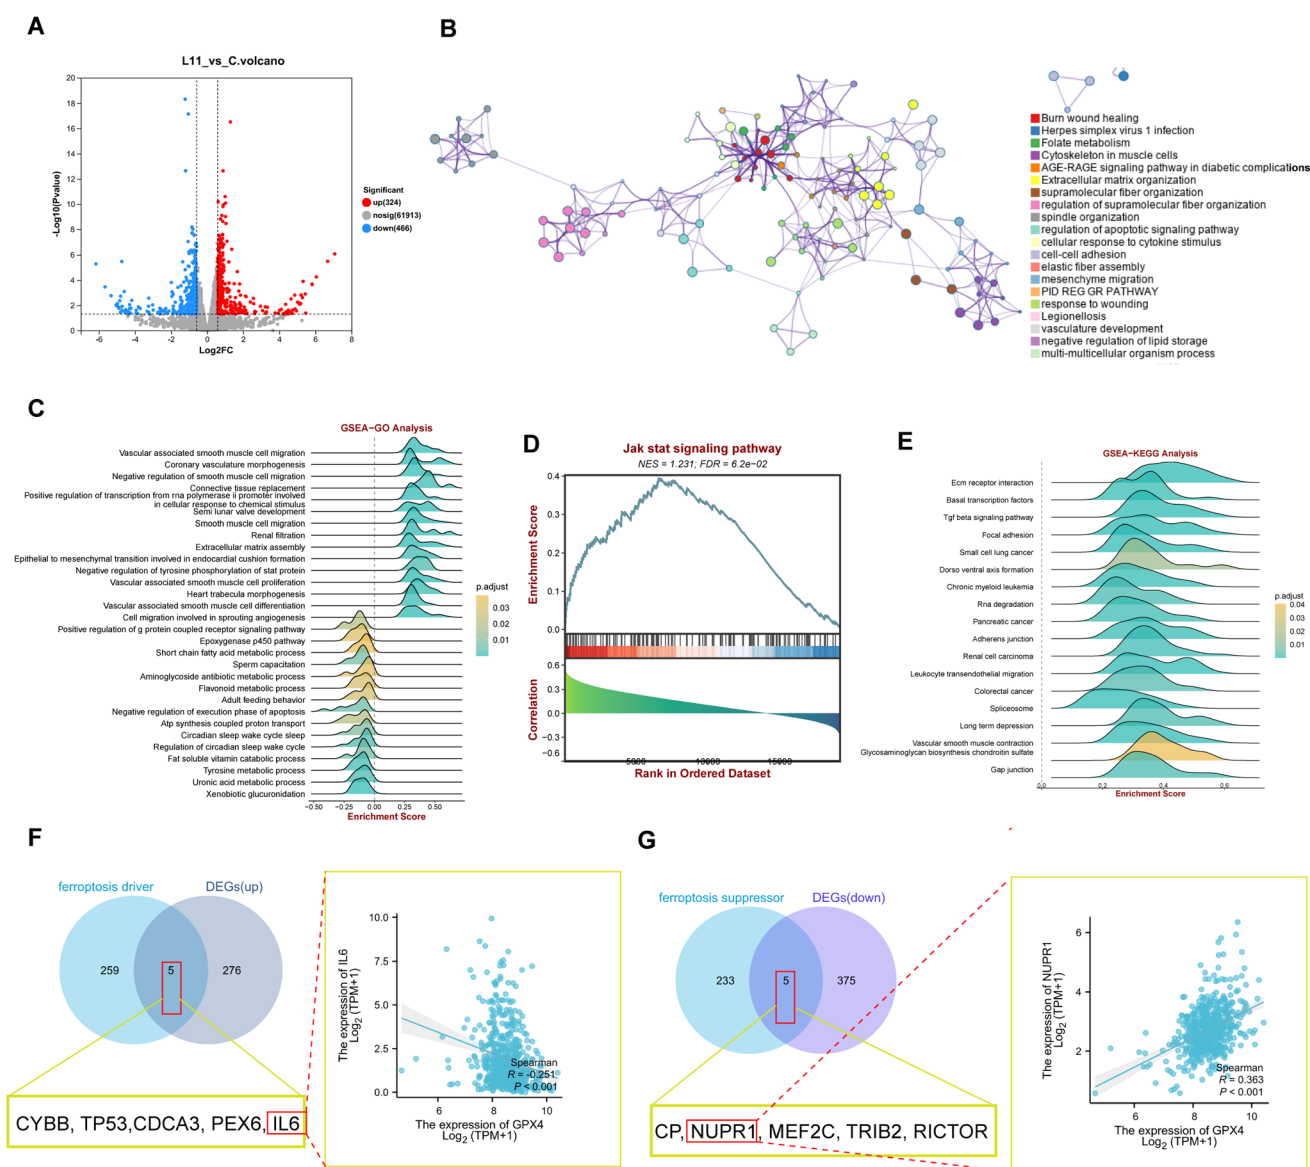 A
L11_vs_C.volcano
-Log10(Pvalue)
20
18
16
14
12
10
8
6
4
2
0
-6
-4
-2
0
2
4
6
8
Log2FC
Significant
up(324)
nosig(61913)
down(466)
B
Burn wound healing
Herpes simplex virus 1 infection
Folate metabolism
Cytoskeleton in muscle cells
AGE-RAGE signaling pathway in diabetic complications
Extracellular matrix organization
supramolecular fiber organization
regulation of supramolecular fiber organization
spindle organization
regulation of apoptotic signaling pathway
cellular response to cytokine stimulus
cell-cell adhesion
elastic fiber assembly
mesenchyme migration
PID REG GR PATHWAY
response to wounding
Legionellosis
vasculature development
negative regulation of lipid storage
multi-multicellular organism process
C
GSEA-GO Analysis
Vascular associated smooth muscle cell migration
Coronary vasculature morphogenesis
Negative regulation of smooth muscle cell migration
Connective tissue replacement
Positive regulation of transcription from rna polymerase ii promoter involved
in cellular response to chemical stimulus
Semi lunar valve development
Smooth muscle cell migration
Renal filtration
Extracellular matrix assembly
Epithelial to mesenchymal transition involved in endocardial cushion formation
Negative regulation of tyrosine phosphorylation of stat protein
Vascular associated smooth muscle cell proliferation
Heart trabecula morphogenesis
Vascular associated smooth muscle cell differentiation
Cell migration involved in sprouting angiogenesis
Positive regulation of g protein coupled receptor signaling pathway
Epoxygenase p450 pathway
Short chain fatty acid metabolic process
Sperm capacitation
Aminoglycoside antibiotic metabolic process
Flavonoid metabolic process
Adult feeding behavior
Negative regulation of execution phase of apoptosis
Atp synthesis coupled proton transport
Circadian sleep wake cycle sleep
Regulation of circadian sleep wake cycle
Fat soluble vitamin catabolic process
Tyrosine metabolic process
Uronic acid metabolic process
Xenobiotic glucuronidation
-0.50
-0.25
0.00
0.25
0.50
Enrichment Score
p.adjust
0.03
0.02
0.01
D
Jak stat signaling pathway
NES = 1.231; FDR = 6.2e-02
Enrichment Score
0.4
0.3
0.2
0.1
0.0
Correlation
0.6
0.3
0.0
-0.3
-0.6
5000
10000
15000
Rank in Ordered Dataset
E
GSEA-KEGG Analysis
Ecm receptor interaction
Basal transcription factors
Tgf beta signaling pathway
Focal adhesion
Small cell lung cancer
Dorso ventral axis formation
Chronic myeloid leukemia
Rna degradation
Pancreatic cancer
Adherens junction
Renal cell carcinoma
Leukocyte transendothelial migration
Colorectal cancer
Spliceosome
Long term depression
Vascular smooth muscle contraction
Glycosaminoglycan biosynthesis chondroitin sulfate
Gap junction
0.0
0.2
0.4
0.6
Enrichment Score
p.adjust
0.04
0.03
0.02
0.01
F
ferroptosis driver
DEGs(up)
259
5
276
CYBB, TP53,CDCA3, PEX6, IL6
The expression of IL6
Log2 (TPM+1)
10.0
7.5
5.0
2.5
0.0
Spearman
R = -0.251
P < 0.001
6
8
10
The expression of GPX4
Log2 (TPM+1)
G
ferroptosis suppressor
DEGs(down)
233
5
375
CP, NUPR1, MEF2C, TRIB2, RICTOR
The expression of NUPR1
Log2 (TPM+1)
6
4
2
Spearman
R = 0.363
P < 0.001
6
8
10
The expression of GPX4
Log2 (TPM+1)